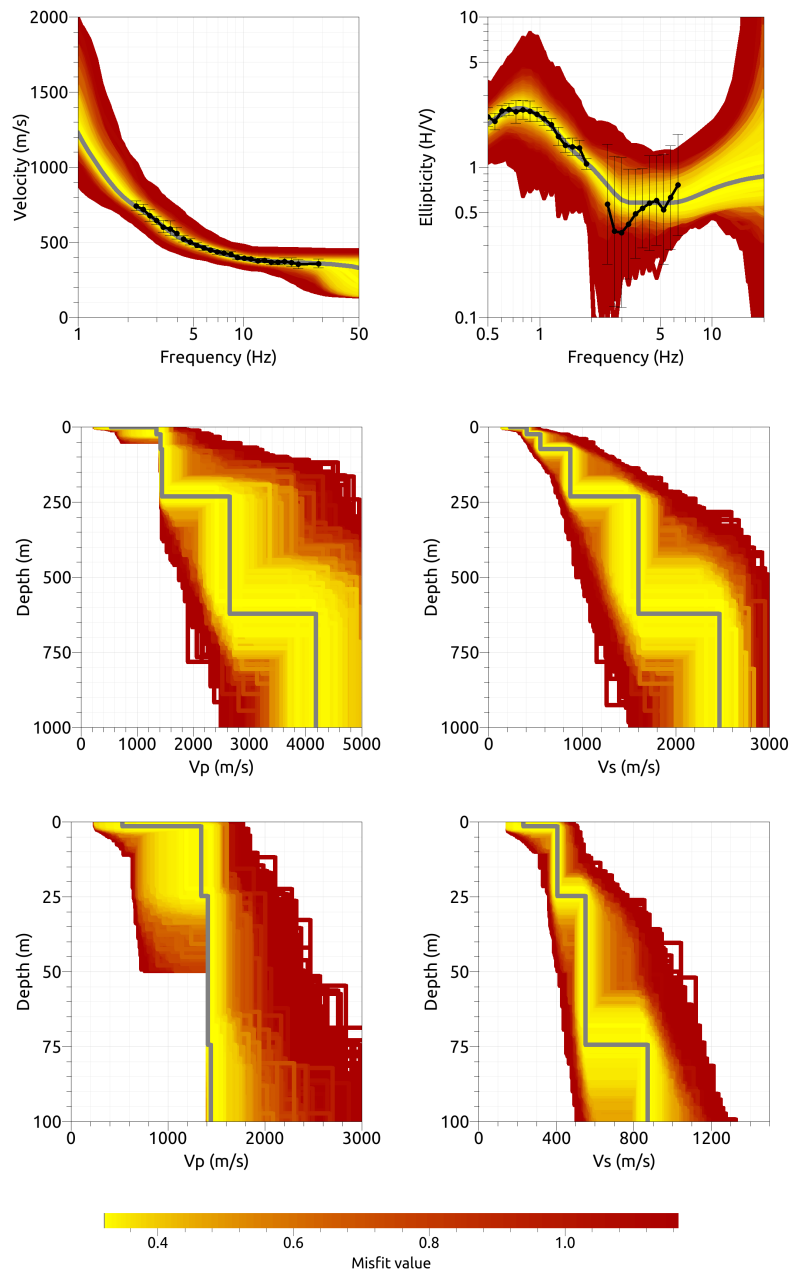 2000
1500
1000
500
0
Velocity (m/s)
1 5 10 50
Frequency (Hz)
10
5
1
0.5
0.1
Ellipticity (H/V)
0.5 1 5 10
Frequency (Hz)
0
250
500
750
1000
Depth (m)
0 1000 2000 3000 4000 5000
Vp (m/s)
0
250
500
750
1000
Depth (m)
0 1000 2000 3000
Vs (m/s)
0
25
50
75
100
Depth (m)
0 1000 2000 3000
Vp (m/s)
0
25
50
75
100
Depth (m)
0 400 800 1200
Vs (m/s)
0.4 0.6 0.8 1.0
Misfit value